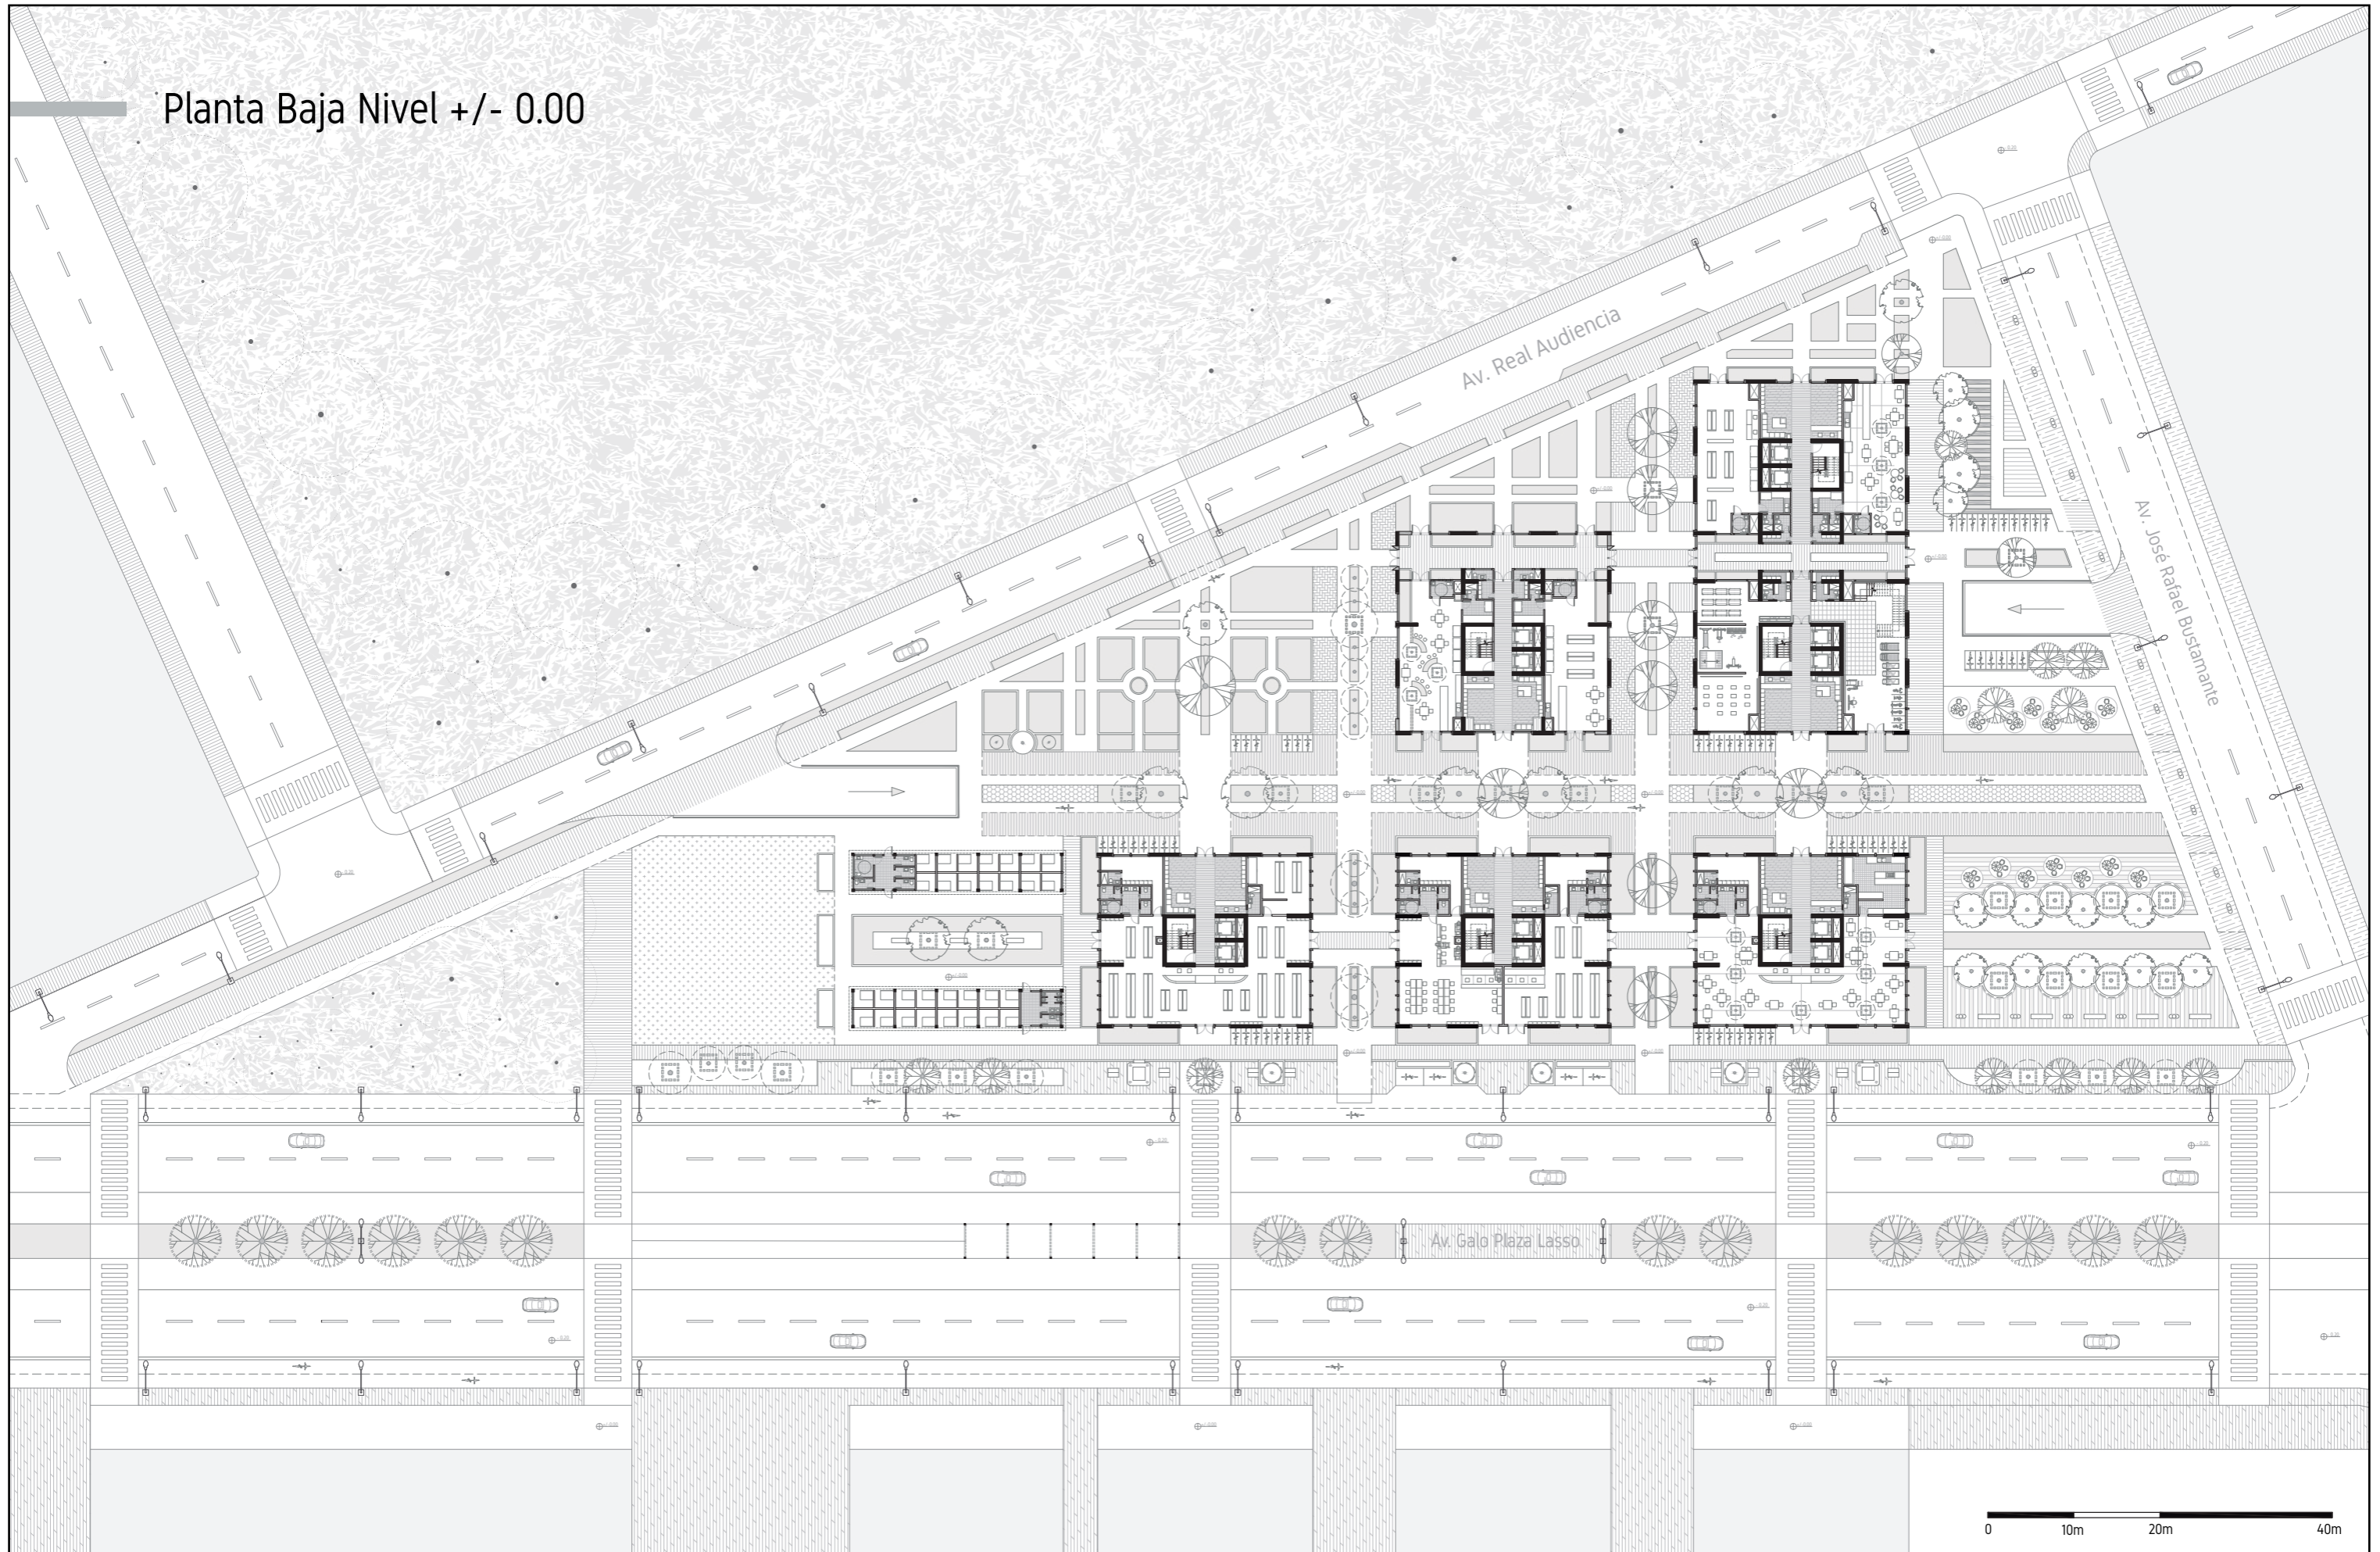 Planta Baja Nivel +/- 0.00
Av. Real Audiencia
Av. José Rafael Bustamante
Av. Galo Plaza Lasso
0 10m 20m 40m